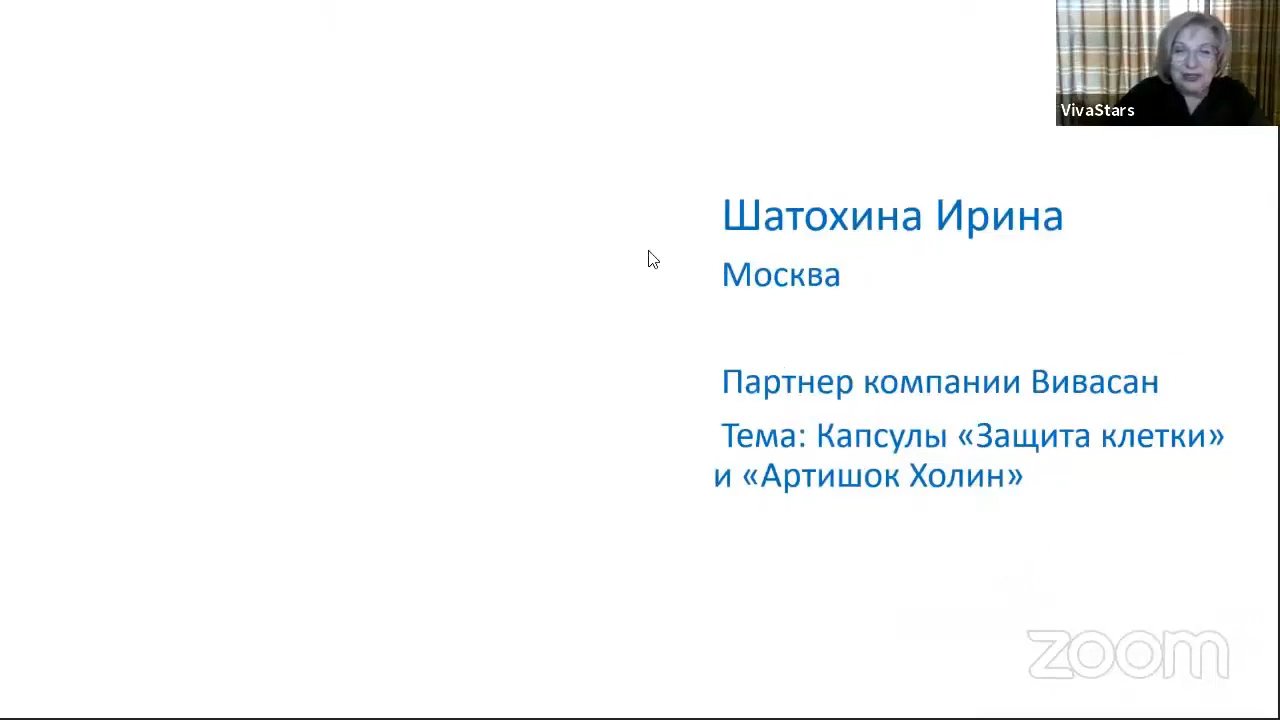 VivaStars
Шатохина Ирина
Москва
Партнер компании Вивасан
Тема: Капсулы «Защита клетки»
и «Артишок Холин»
zoom